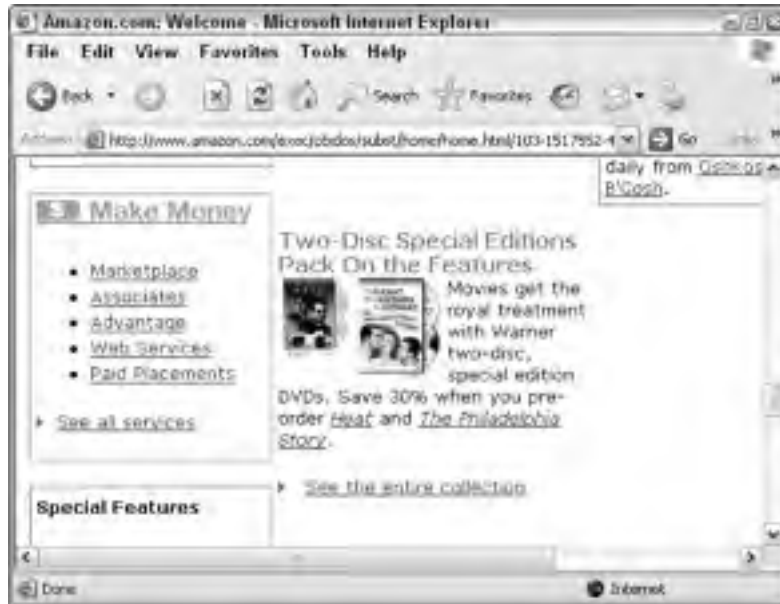 Amazon.com: Welcome - Microsoft Internet Explorer
File Edit View Favorites Tools Help
Back Search Favorites
Address http://www.amazon.com/exec/obidos/subst/home/home.html/103-1517952-4 Go Links
daily from Oshkos
B'Gosh.
Make Money
Marketplace
Associates
Advantage
Web Services
Paid Placements
See all services
Special Features
Two-Disc Special Editions
Pack On the Features
Movies get the
royal treatment
with Warner
two-disc,
special edition
DVDs. Save 30% when you pre-
order Heat and The Philadelphia
Story.
See the entire collection
Done Internet